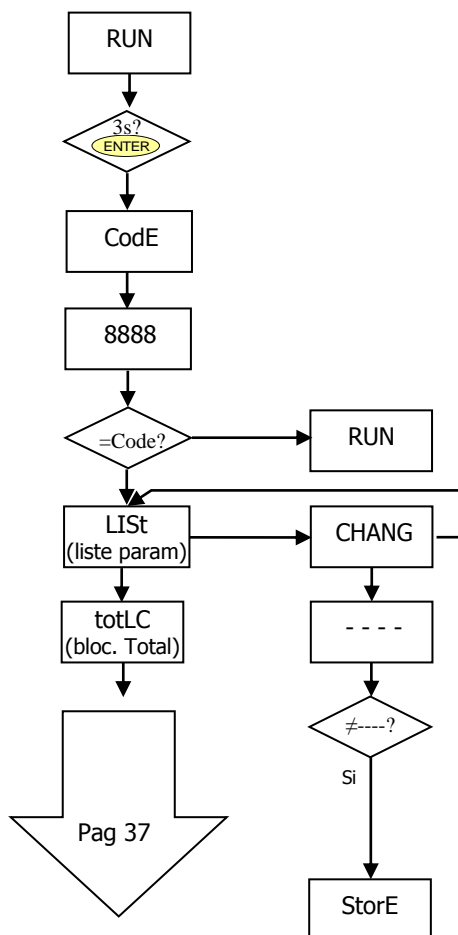 RUN
3s?
ENTER
CodE
8888
=Code?
RUN
LISt
(liste param)
CHANG
totLC
(bloc. Total)
- - - -
≠----?
Si
Pag 37
StorE